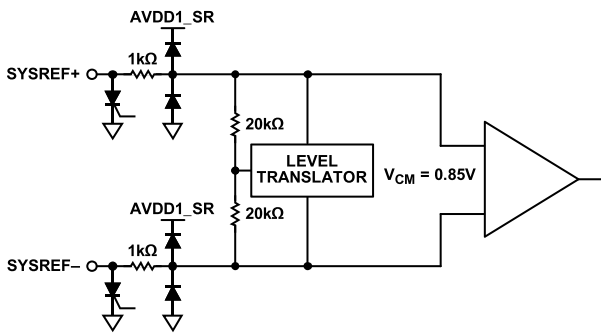 AVDD1_SR
1kΩ
SYSREF+
20kΩ
LEVEL
TRANSLATOR
VCM = 0.85V
20kΩ
AVDD1_SR
1kΩ
SYSREF–